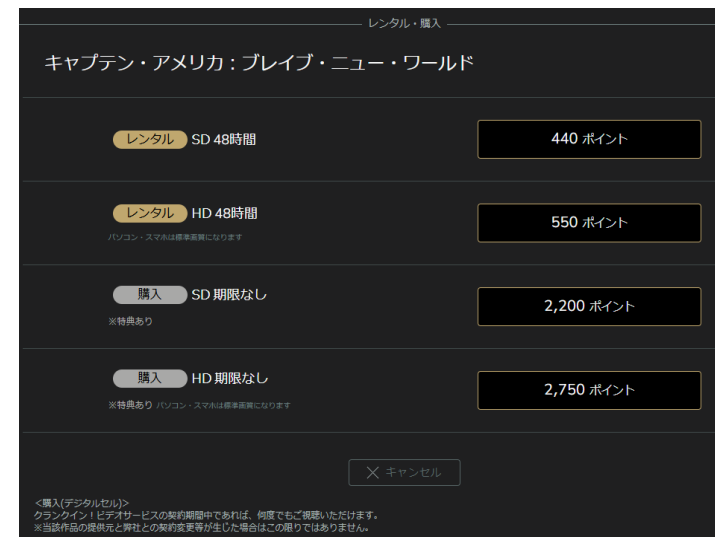 レンタル・購入
キャプテン・アメリカ：ブレイブ・ニュー・ワールド
レンタル SD 48時間
440 ポイント
レンタル HD 48時間
パソコン・スマホは標準画質になります
550 ポイント
購入 SD 期限なし
※特典あり
2,200 ポイント
購入 HD 期限なし
※特典あり パソコン・スマホは標準画質になります
2,750 ポイント
× キャンセル
<購入(デジタルセル)>
クランクイン！ビデオサービスの契約期間中であれば、何度でもご視聴いただけます。
※当該作品の提供元と弊社との契約変更等が生じた場合はこの限りではありません。